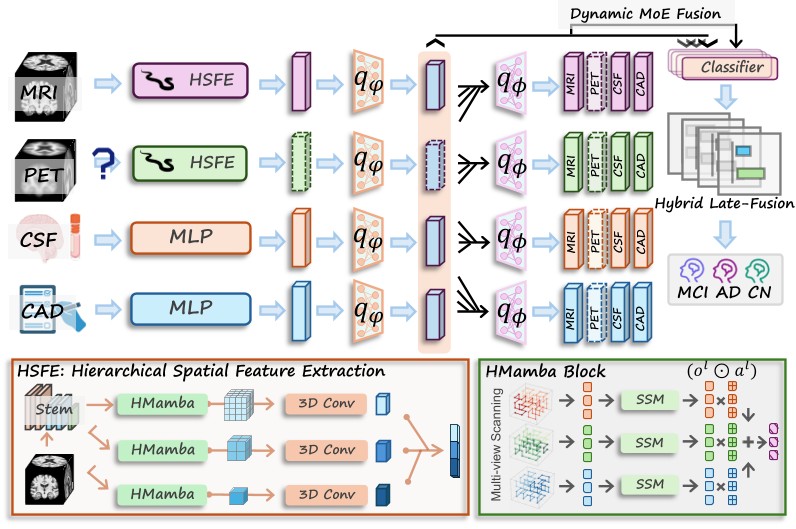 Dynamic MoE Fusion
MRI
HSFE
qφ
qϕ
MRI
PET
CSF
CAD
Classifier
PET
?
HSFE
qφ
qϕ
MRI
PET
CSF
CAD
Hybrid Late-Fusion
CSF
MLP
qφ
qϕ
MRI
PET
CSF
CAD
CAD
MLP
qφ
qϕ
MRI
PET
CSF
CAD
MCI AD CN
HSFE: Hierarchical Spatial Feature Extraction
Stem
HMamba
3D Conv
HMamba
3D Conv
HMamba
3D Conv
HMamba Block
(oˡ ⊙ aˡ)
Multi-view Scanning
SSM
×
SSM
×
+
SSM
×